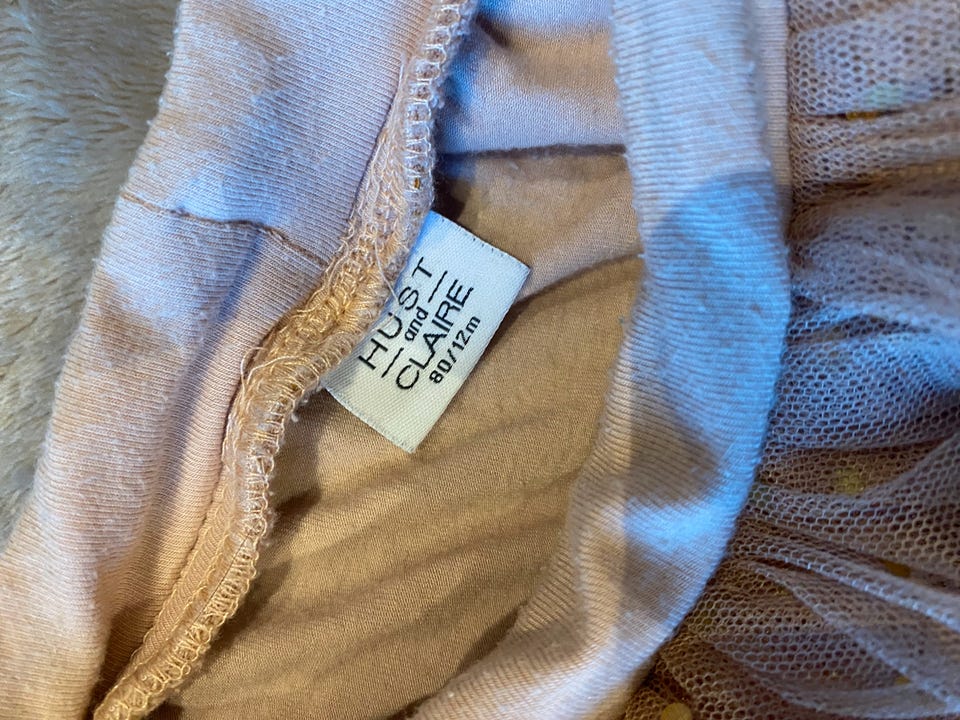 HUST
and
CLAIRE
80/12m